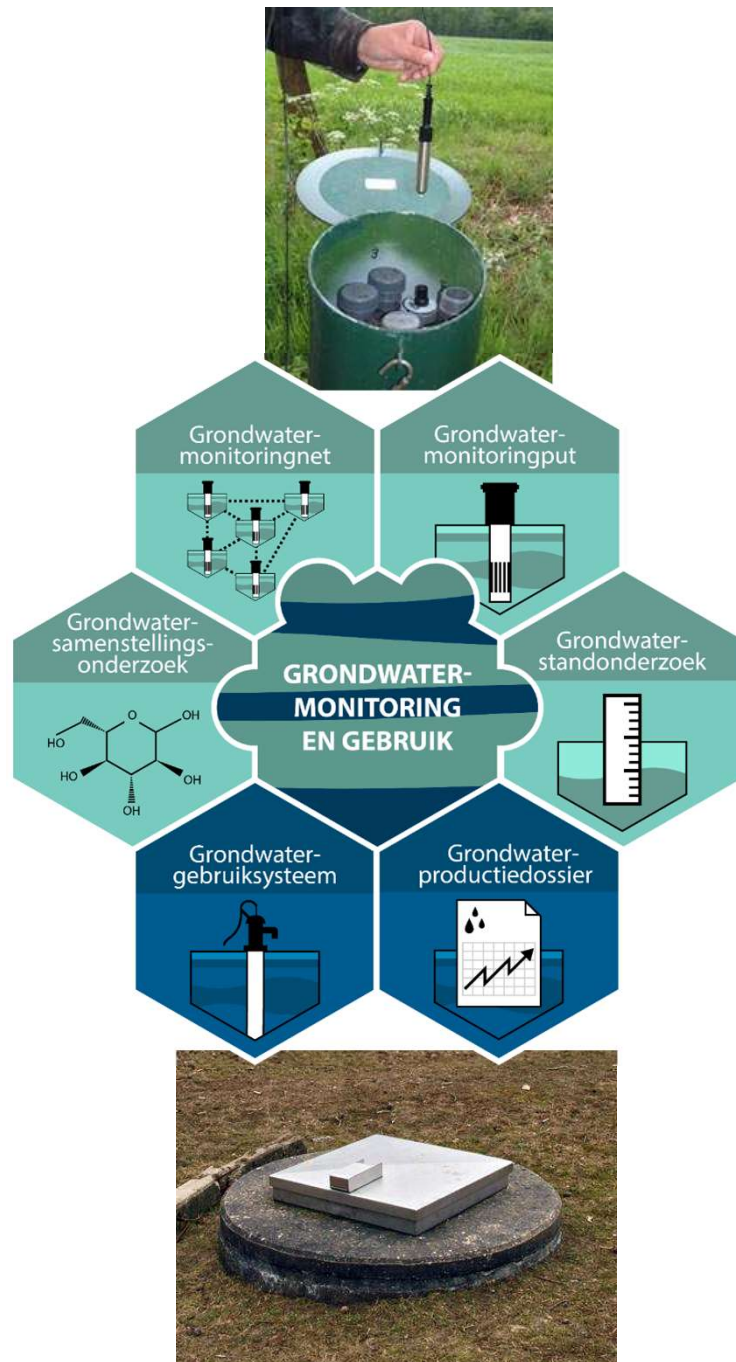 3
Grondwater-
monitoringnet
Grondwater-
monitoringput
Grondwater-
samenstellings-
onderzoek
O
OH
HO
HO
OH
OH
GRONDWATER-
MONITORING
EN GEBRUIK
Grondwater-
standonderzoek
Grondwater-
gebruiksysteem
Grondwater-
productiedossier